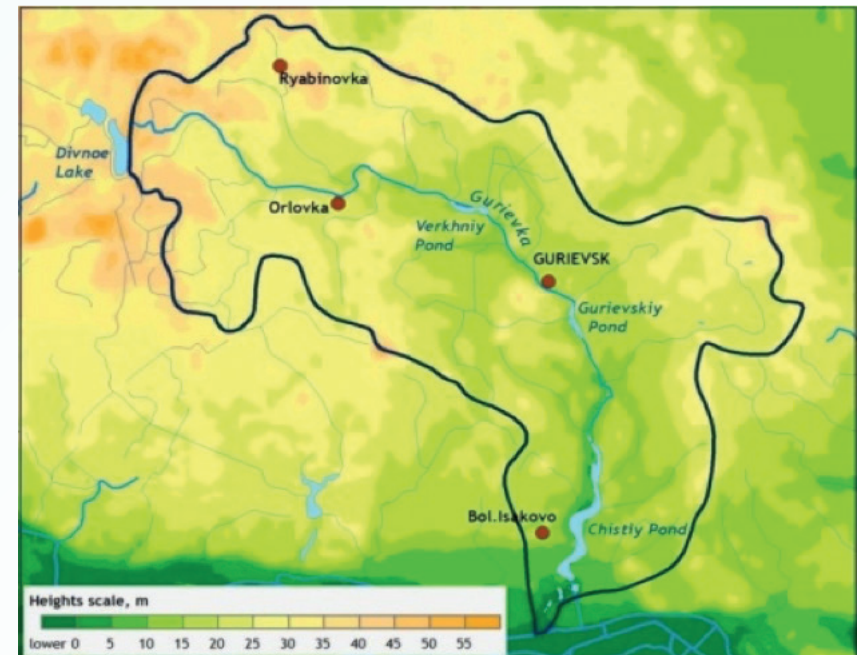 Ryabinovka
Divnoe
Lake
Orlovka
Gurievka
Verkhniy
Pond
GURIEVSK
Gurievskiy
Pond
Bol.Isakovo
Chistly Pond
Heights scale, m
lower 0 5 10 15 20 25 30 35 40 45 50 55